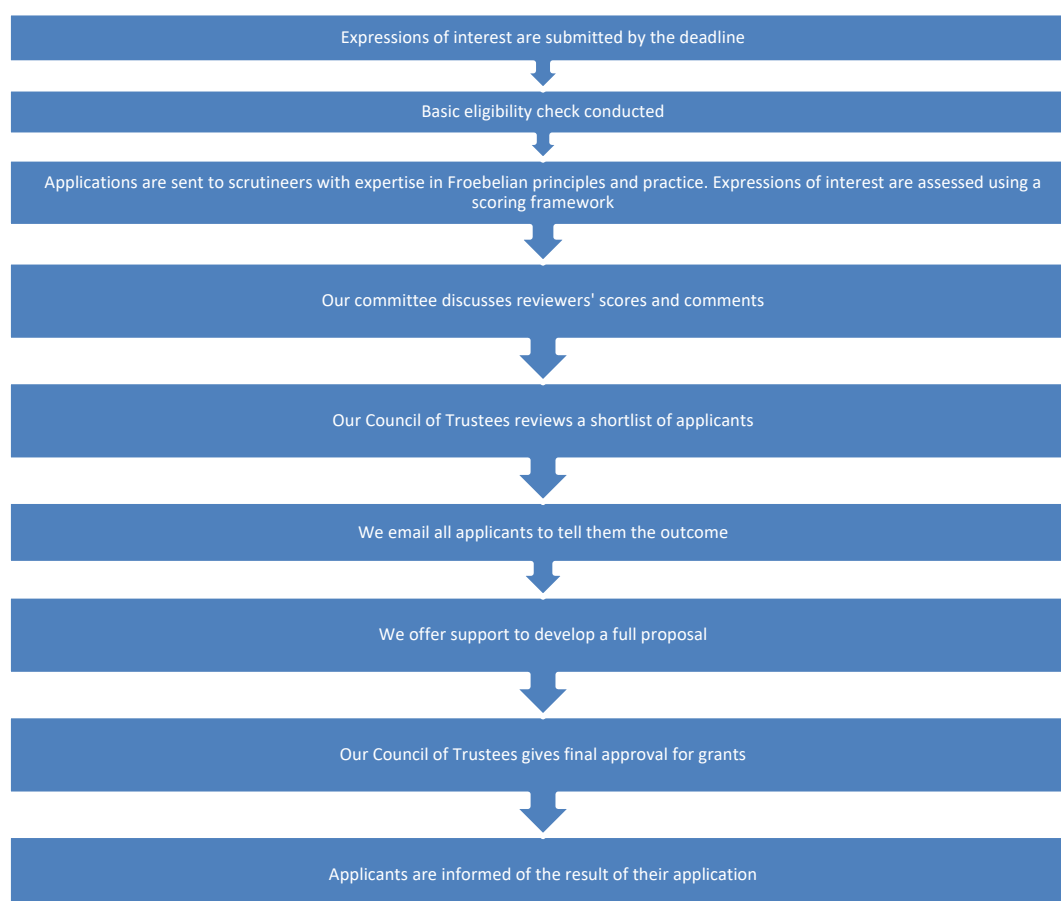 Expressions of interest are submitted by the deadline
Basic eligibility check conducted
Applications are sent to scrutineers with expertise in Froebelian principles and practice. Expressions of interest are assessed using a
scoring framework
Our committee discusses reviewers' scores and comments
Our Council of Trustees reviews a shortlist of applicants
We email all applicants to tell them the outcome
We offer support to develop a full proposal
Our Council of Trustees gives final approval for grants
Applicants are informed of the result of their application